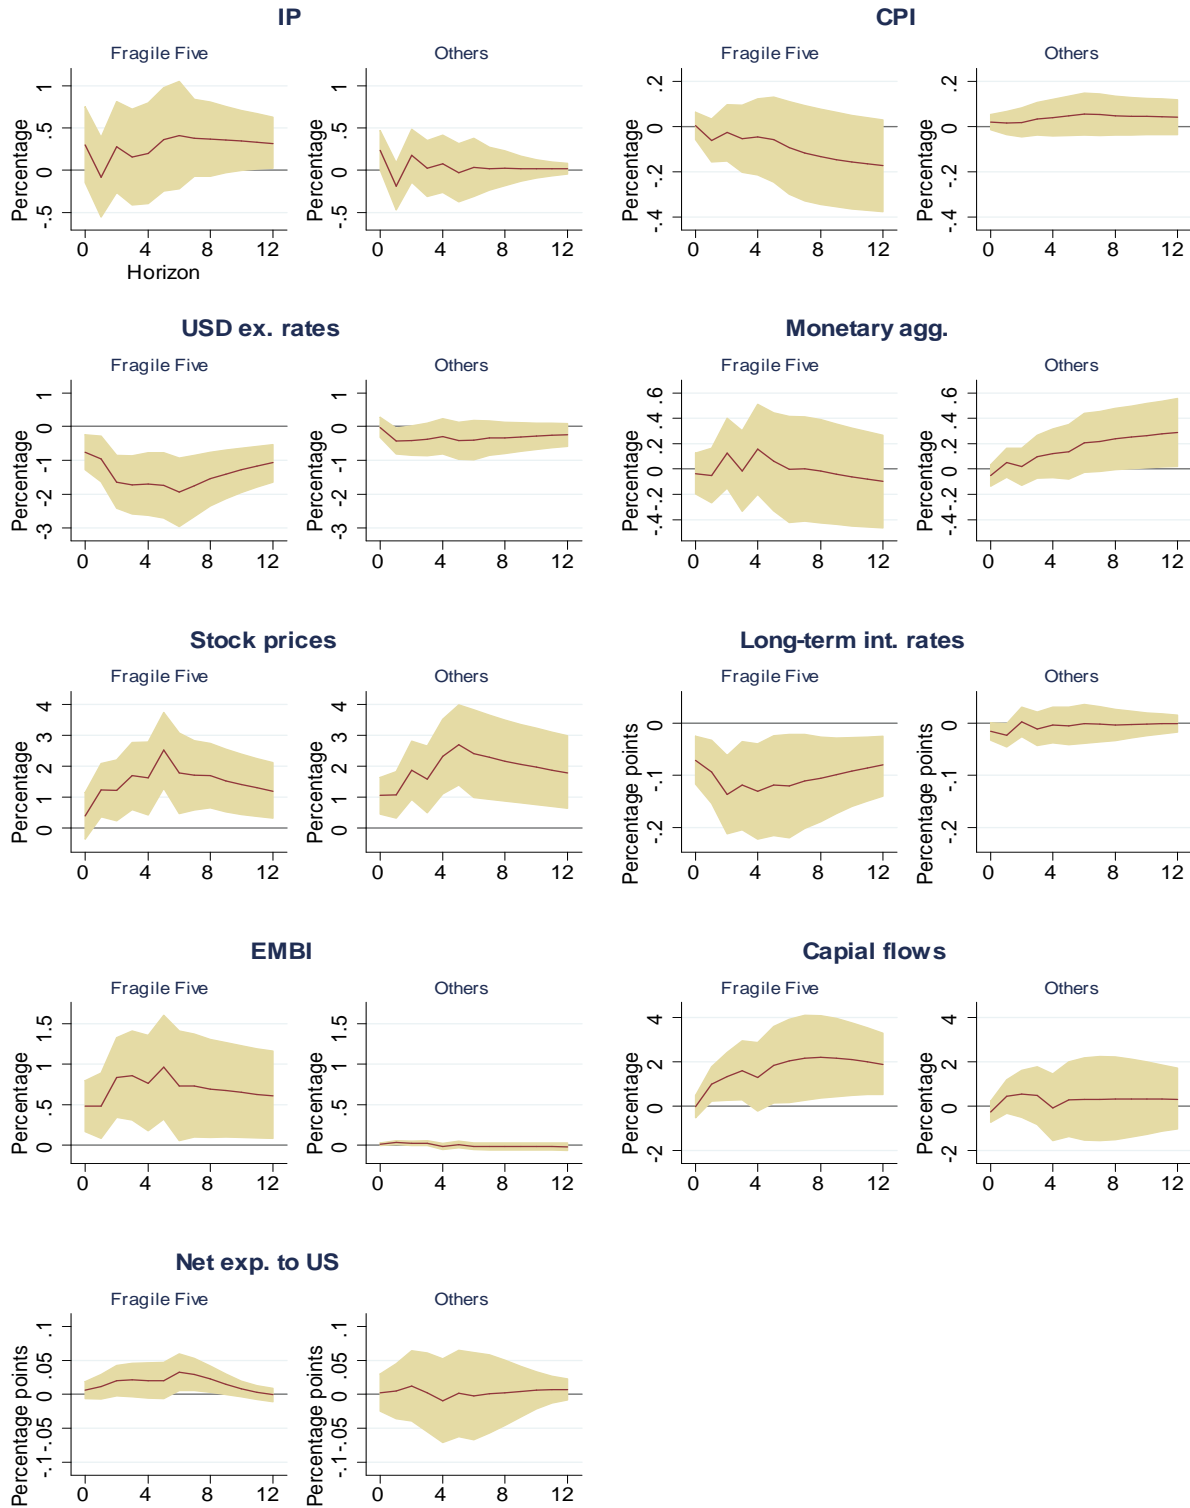 IP
CPI
Fragile Five
Others
Fragile Five
Others
Percentage
1
.5
0
-.5
0 4 8 12
Horizon
Percentage
1
.5
0
-.5
0 4 8 12
Percentage
.2
0
-.2
-.4
0 4 8 12
Percentage
.2
0
-.2
-.4
0 4 8 12
USD ex. rates
Monetary agg.
Fragile Five
Others
Fragile Five
Others
Percentage
1
0
-1
-2
-3
0 4 8 12
Percentage
1
0
-1
-2
-3
0 4 8 12
Percentage
.6
.4
.2
0
-.2
-.4
0 4 8 12
Percentage
.6
.4
.2
0
-.2
-.4
0 4 8 12
Stock prices
Long-term int. rates
Fragile Five
Others
Fragile Five
Others
Percentage
4
3
2
1
0
0 4 8 12
Percentage
4
3
2
1
0
0 4 8 12
Percentage points
0
-.1
-.2
0 4 8 12
Percentage points
0
-.1
-.2
0 4 8 12
EMBI
Capial flows
Fragile Five
Others
Fragile Five
Others
Percentage
1.5
1
.5
0
0 4 8 12
Percentage
1.5
1
.5
0
0 4 8 12
Percentage
4
2
0
-2
0 4 8 12
Percentage
4
2
0
-2
0 4 8 12
Net exp. to US
Fragile Five
Others
Percentage points
.1
.05
0
-.05
-.1
0 4 8 12
Percentage points
.1
.05
0
-.05
-.1
0 4 8 12